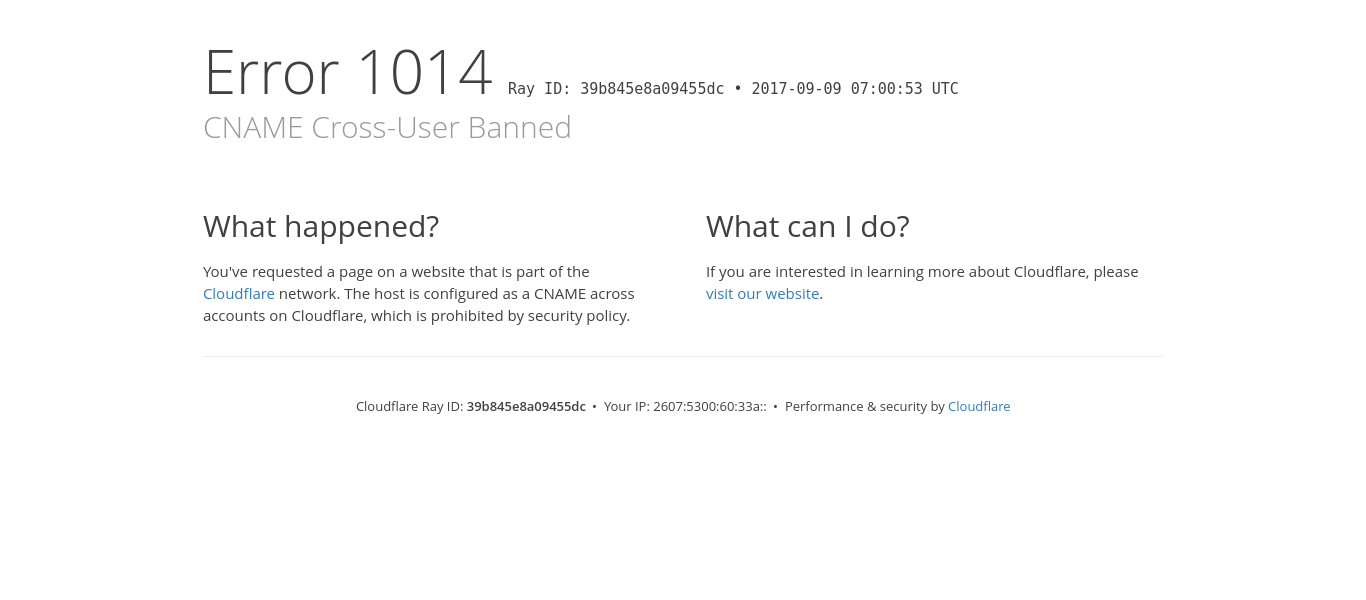 Error 1014 Ray ID: 39b845e8a09455dc • 2017-09-09 07:00:53 UTC
CNAME Cross-User Banned
What happened?
You've requested a page on a website that is part of the
Cloudflare network. The host is configured as a CNAME across
accounts on Cloudflare, which is prohibited by security policy.
What can I do?
If you are interested in learning more about Cloudflare, please
visit our website.
Cloudflare Ray ID: 39b845e8a09455dc • Your IP: 2607:5300:60:33a:: • Performance & security by Cloudflare